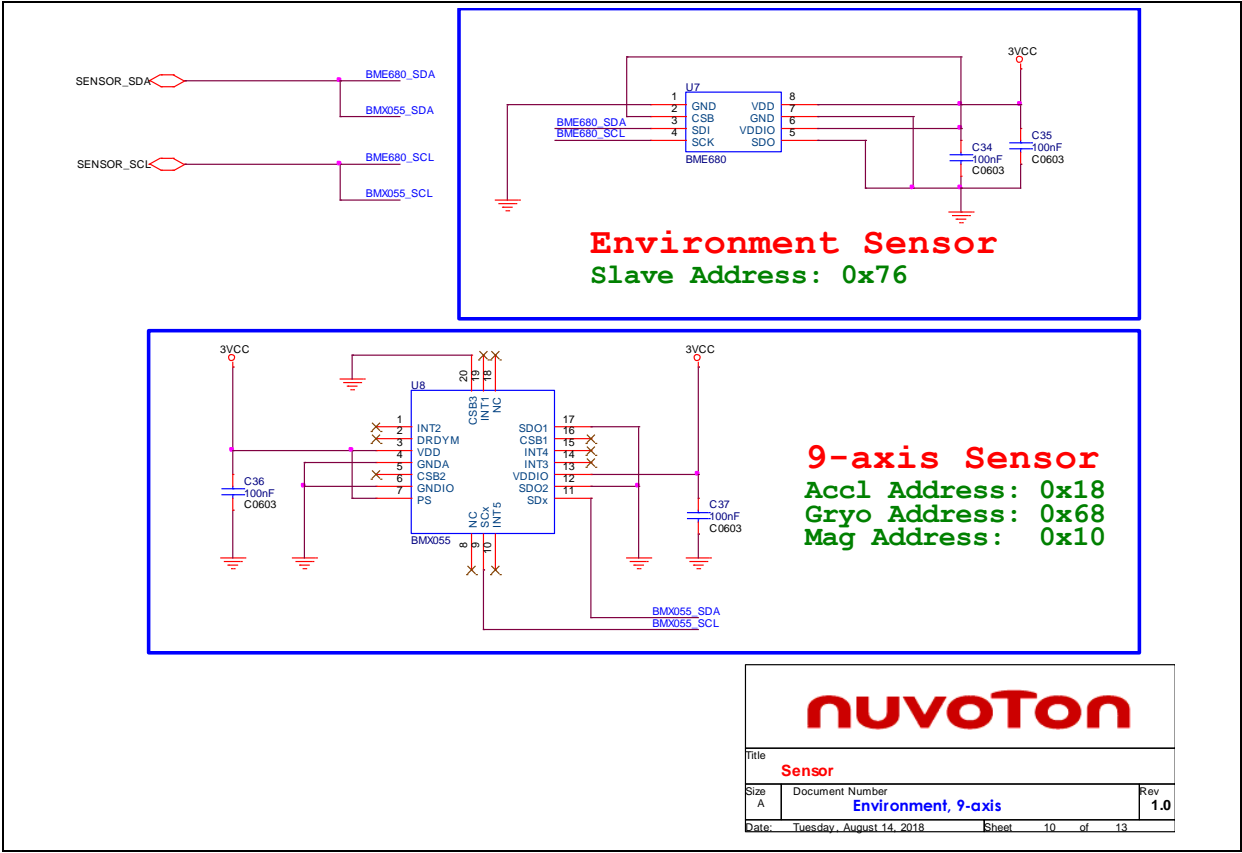 SENSOR_SDA
BME680_SDA
BMX055_SDA
SENSOR_SCL
BME680_SCL
BMX055_SCL
3VCC
U7
1 GND VDD 8
2 CSB GND 7
BME680_SDA 3 SDI VDDIO 6
BME680_SCL 4 SCK SDO 5
BME680
C34
100nF
C0603
C35
100nF
C0603
Environment Sensor
Slave Address: 0x76
3VCC
3VCC
U8
20 19 18
CSB3 INT1 NC
1 INT2 SDO1 17
2 DRDYM CSB1 16
3 VDD INT4 15
4 GNDA INT3 14
5 CSB2 VDDIO 13
6 GNDIO SDO2 12
7 PS SDx 11
NC SCx INT5
8 9 10
BMX055
C36
100nF
C0603
C37
100nF
C0603
BMX055_SDA
BMX055_SCL
9-axis Sensor
Accl Address: 0x18
Gryo Address: 0x68
Mag Address: 0x10
nuvoTon
Title
Sensor
Size Document Number Rev
A Environment, 9-axis 1.0
Date: Tuesday, August 14, 2018 Sheet 10 of 13